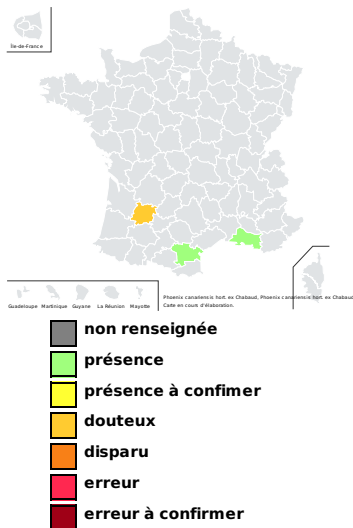 Île-de-France
Guadeloupe Martinique Guyane La Réunion Mayotte
Phoenix canariensis hort. ex Chabaud, Phoenix canariensis hort. ex Chabaud
Carte en cours d'élaboration.
non renseignée
présence
présence à confimer
douteux
disparu
erreur
erreur à confirmer